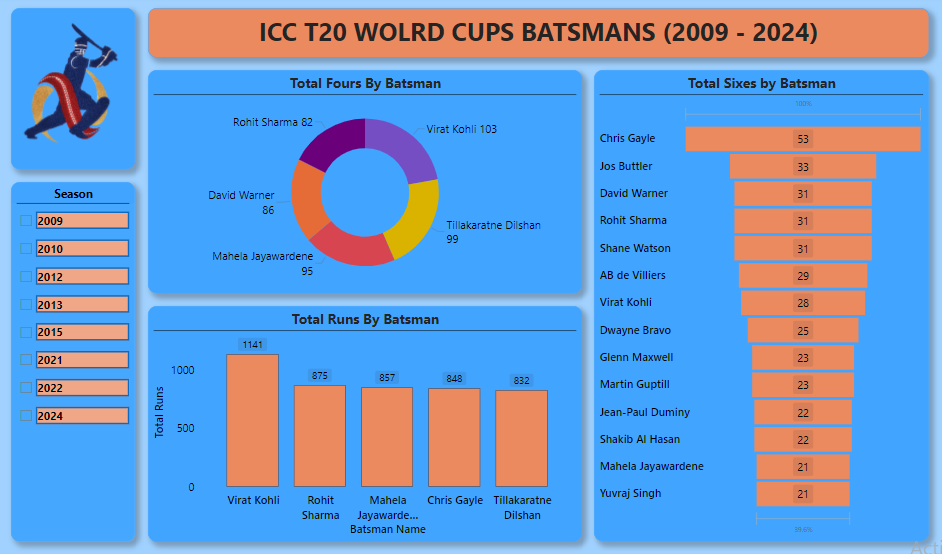 ICC T20 WOLRD CUPS BATSMANS (2009 - 2024)
Season
2009
2010
2012
2013
2015
2021
2022
2024
Total Fours By Batsman
Rohit Sharma 82
Virat Kohli 103
David Warner
86
Tillakaratne Dilshan
99
Mahela Jayawardene
95
Total Runs By Batsman
Total Runs
1000
500
0
1141
875
857
848
832
Virat Kohli
Rohit
Sharma
Mahela
Jayawarde...
Chris Gayle
Tillakaratne
Dilshan
Batsman Name
Total Sixes by Batsman
100%
Chris Gayle 53
Jos Buttler 33
David Warner 31
Rohit Sharma 31
Shane Watson 31
AB de Villiers 29
Virat Kohli 28
Dwayne Bravo 25
Glenn Maxwell 23
Martin Guptill 23
Jean-Paul Duminy 22
Shakib Al Hasan 22
Mahela Jayawardene 21
Yuvraj Singh 21
39.6%